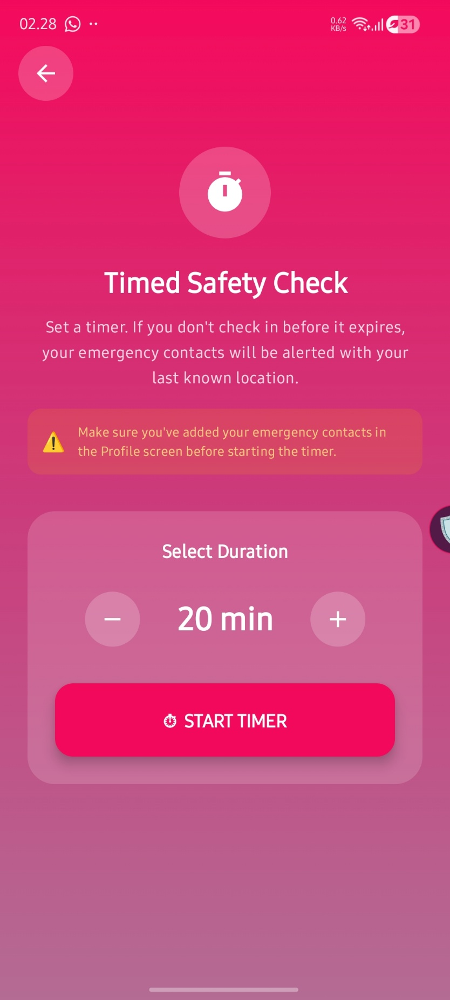 02.28
0.62
KB/s
31
Timed Safety Check
Set a timer. If you don't check in before it expires,
your emergency contacts will be alerted with your
last known location.
Make sure you've added your emergency contacts in
the Profile screen before starting the timer.
Select Duration
20 min
START TIMER